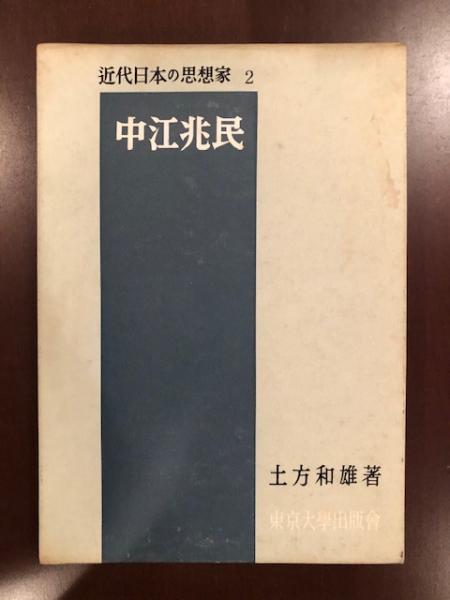 近代日本の思想家 2
中江兆民
土方和雄著
東京大學出版會